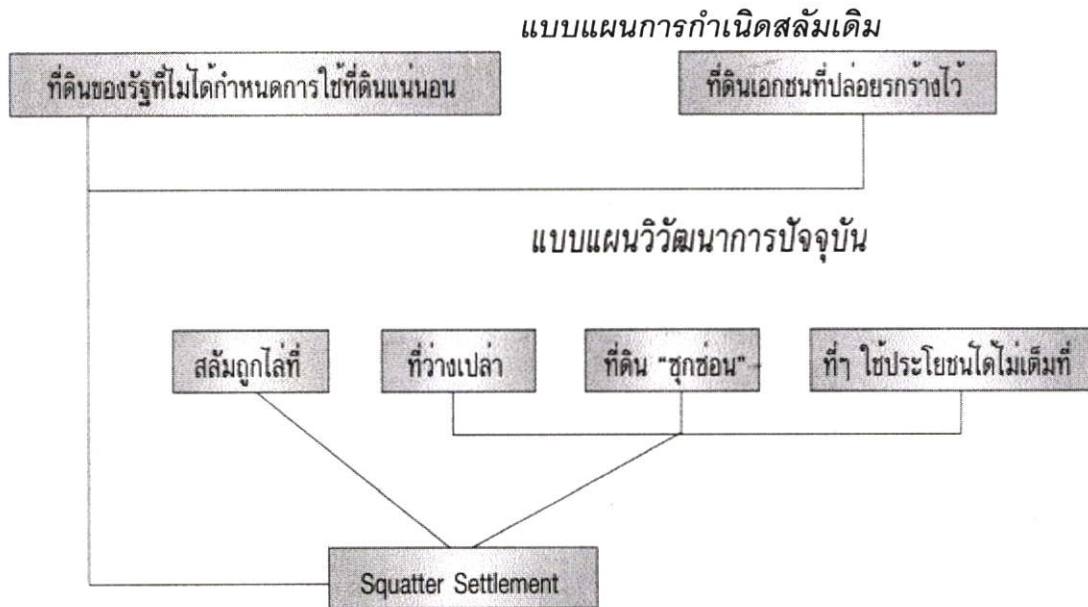 แบบแผนการกำเนิดสลัมเดิม
ที่ดินของรัฐที่ไม่ได้กำหนดการใช้ที่ดินแน่นอน
ที่ดินเอกชนที่ปล่อยรกร้างไว้
แบบแผนวิวัฒนาการปัจจุบัน
สลัมถูกไล่ที่
ที่ว่างเปล่า
ที่ดิน "ซุกซ่อน"
ที่ๆ ใช้ประโยชน์ได้ไม่เต็มที่
Squatter Settlement